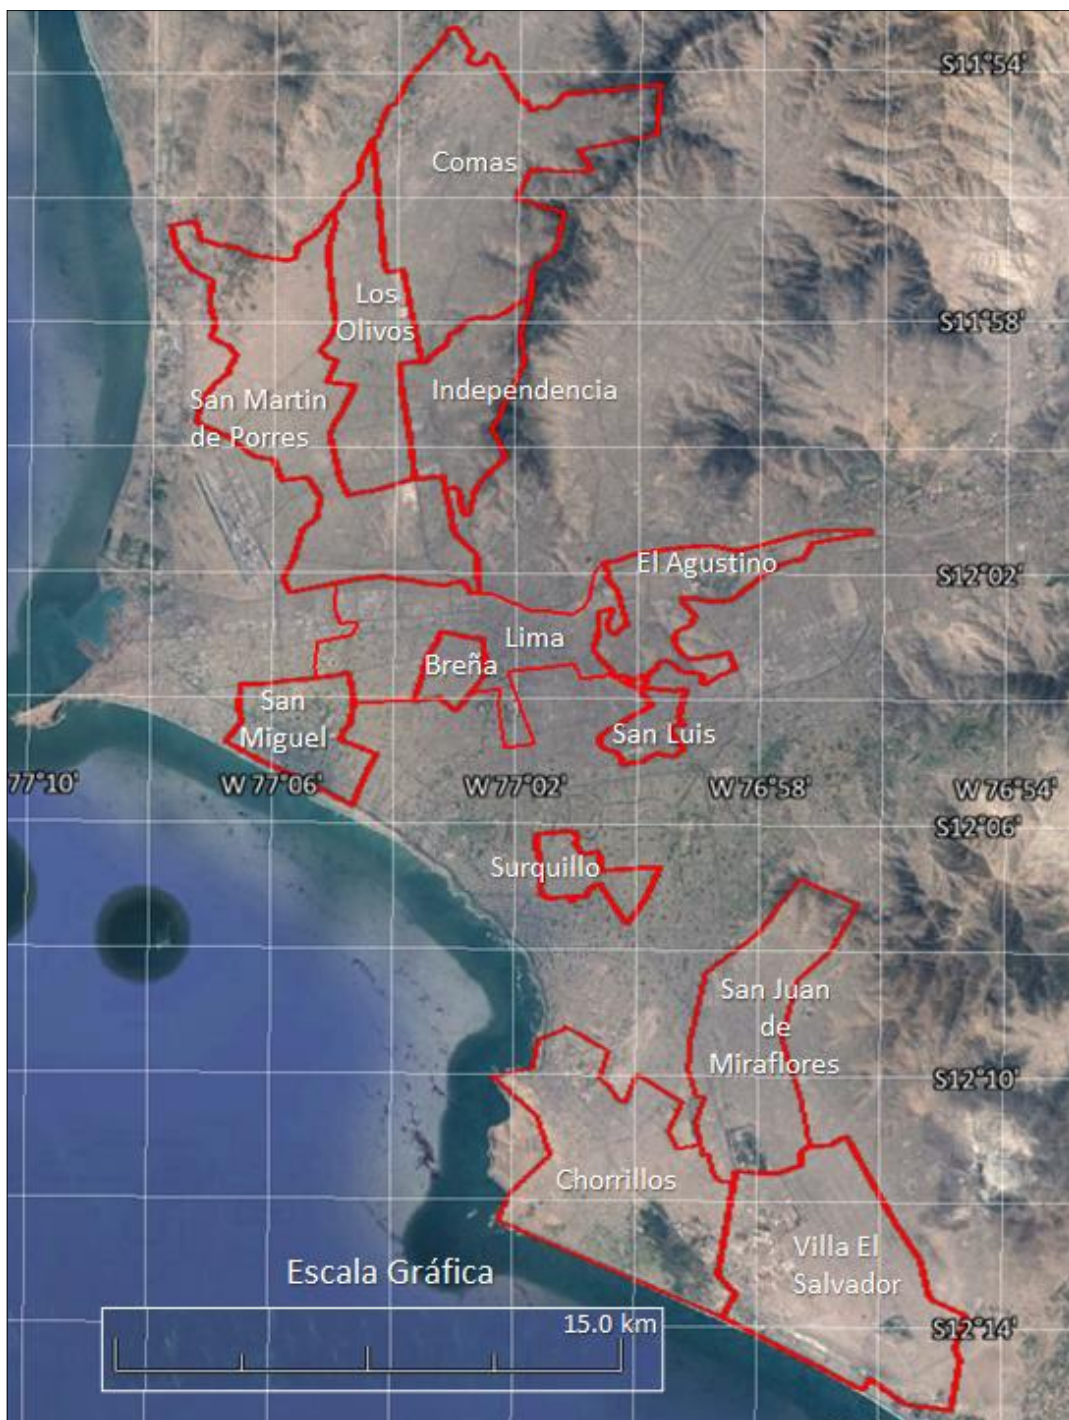 S11°54'
Comas
Los
Olivos
S11°58'
Independencia
San Martin
de Porres
El Agustino
S12°02'
Lima
Breña
San
Miguel
San Luis
77°10'
W 77°06'
W 77°02'
W 76°58'
W 76°54'
S12°06'
Surquillo
San Juan
de
Miraflores
S12°10'
Chorrillos
Villa El
Salvador
Escala Gráfica
15.0 km
S12°14'